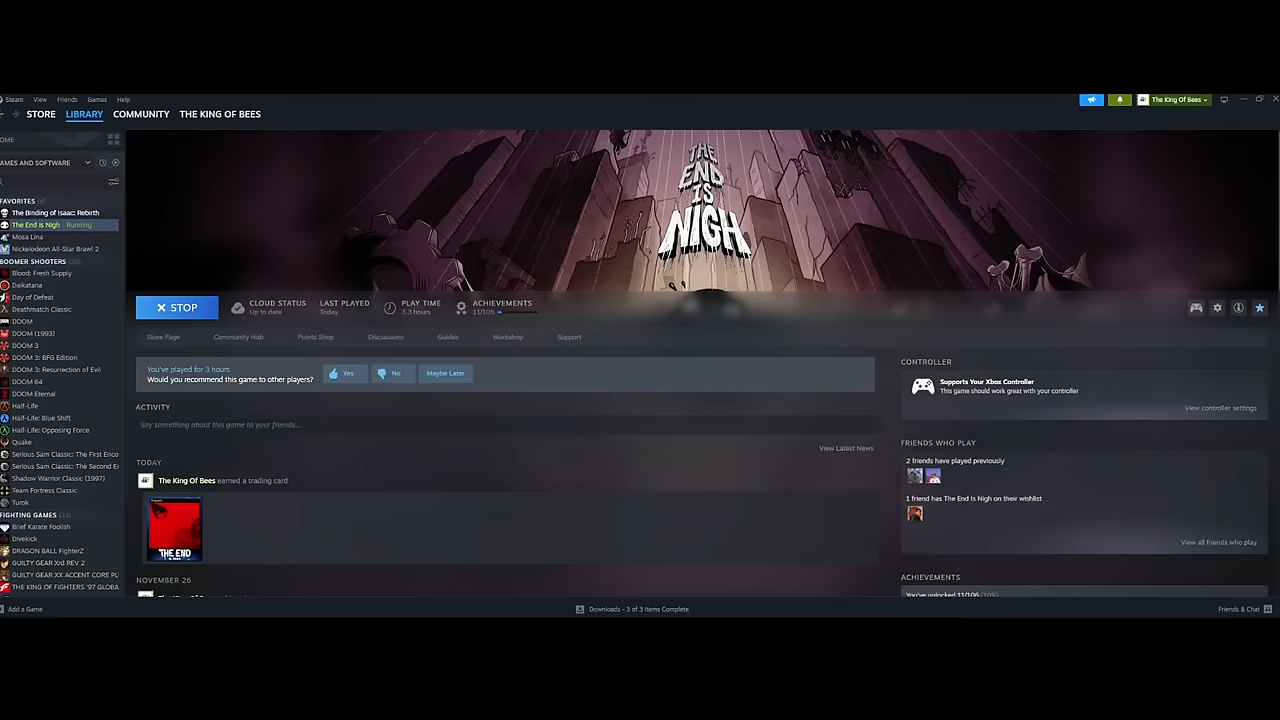 Steam View Friends Games Help
The King Of Bees
STORE LIBRARY COMMUNITY THE KING OF BEES
OME
AMES AND SOFTWARE
FAVORITES (4)
The Binding of Isaac: Rebirth
The End is Nigh - Running
Mosa Lina
Nickelodeon All-Star Brawl 2
BOOMER SHOOTERS (20)
Blood: Fresh Supply
Daikatana
Day of Defeat
Deathmatch Classic
DOOM
DOOM (1993)
DOOM 3
DOOM 3: BFG Edition
DOOM 3: Resurrection of Evil
DOOM 64
DOOM Eternal
Half-Life
Half-Life: Blue Shift
Half-Life: Opposing Force
Quake
Serious Sam Classic: The First Enco
Serious Sam Classic: The Second E
Shadow Warrior Classic (1997)
Team Fortress Classic
Turok
FIGHTING GAMES
Brief Karate Foolish
Divekick
DRAGON BALL FighterZ
GUILTY GEAR Xrd REV 2
GUILTY GEAR XX ACCENT CORE PL
THE KING OF FIGHTERS '97 GLOBA
Add a Game
THE
END
IS
NIGH
STOP
CLOUD STATUS
Up to date
LAST PLAYED
Today
PLAY TIME
3.3 hours
ACHIEVEMENTS
11/106
Store Page Community Hub Points Shop Discussions Guides Workshop Support
You've played for 3 hours
Would you recommend this game to other players?
Yes No Maybe Later
ACTIVITY
Say something about this game to your friends...
View Latest News
TODAY
The King Of Bees earned a trading card
THE END
NOVEMBER 26
CONTROLLER
Supports Your Xbox Controller
This game should work great with your controller
View controller settings
FRIENDS WHO PLAY
2 friends have played previously
1 friend has The End Is Nigh on their wishlist
View all friends who play
ACHIEVEMENTS
You've unlocked 11/106 (10%)
Downloads - 3 of 3 Items Complete
Friends & Chat